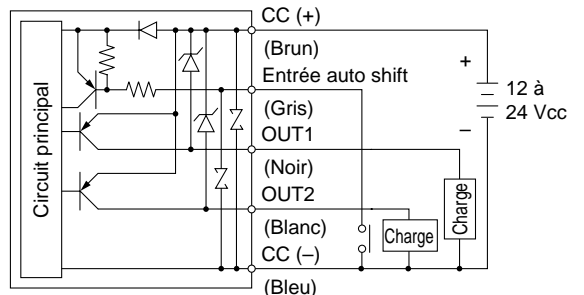 CC (+)
(Brun)
Entrée auto shift
(Gris)
OUT1
(Noir)
OUT2
(Blanc)
CC (–)
(Bleu)
Circuit principal
Charge
Charge
+
12 à
24 Vcc
–